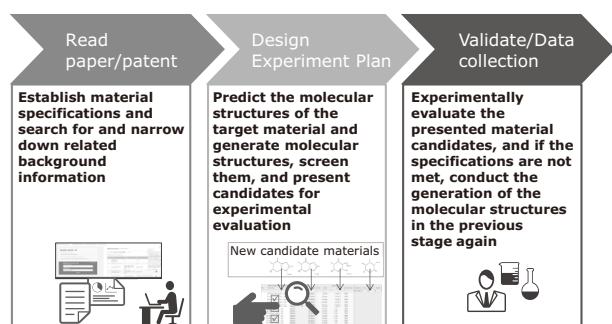 Read
paper/patent
Design
Experiment Plan
Validate/Data
collection
Establish material
specifications and
search for and narrow
down related
background
information
Predict the molecular
structures of the
target material and
generate molecular
structures, screen
them, and present
candidates for
experimental
evaluation
New candidate materials
Experimentally
evaluate the
presented material
candidates, and if the
specifications are not
met, conduct the
generation of the
molecular structures
in the previous
stage again